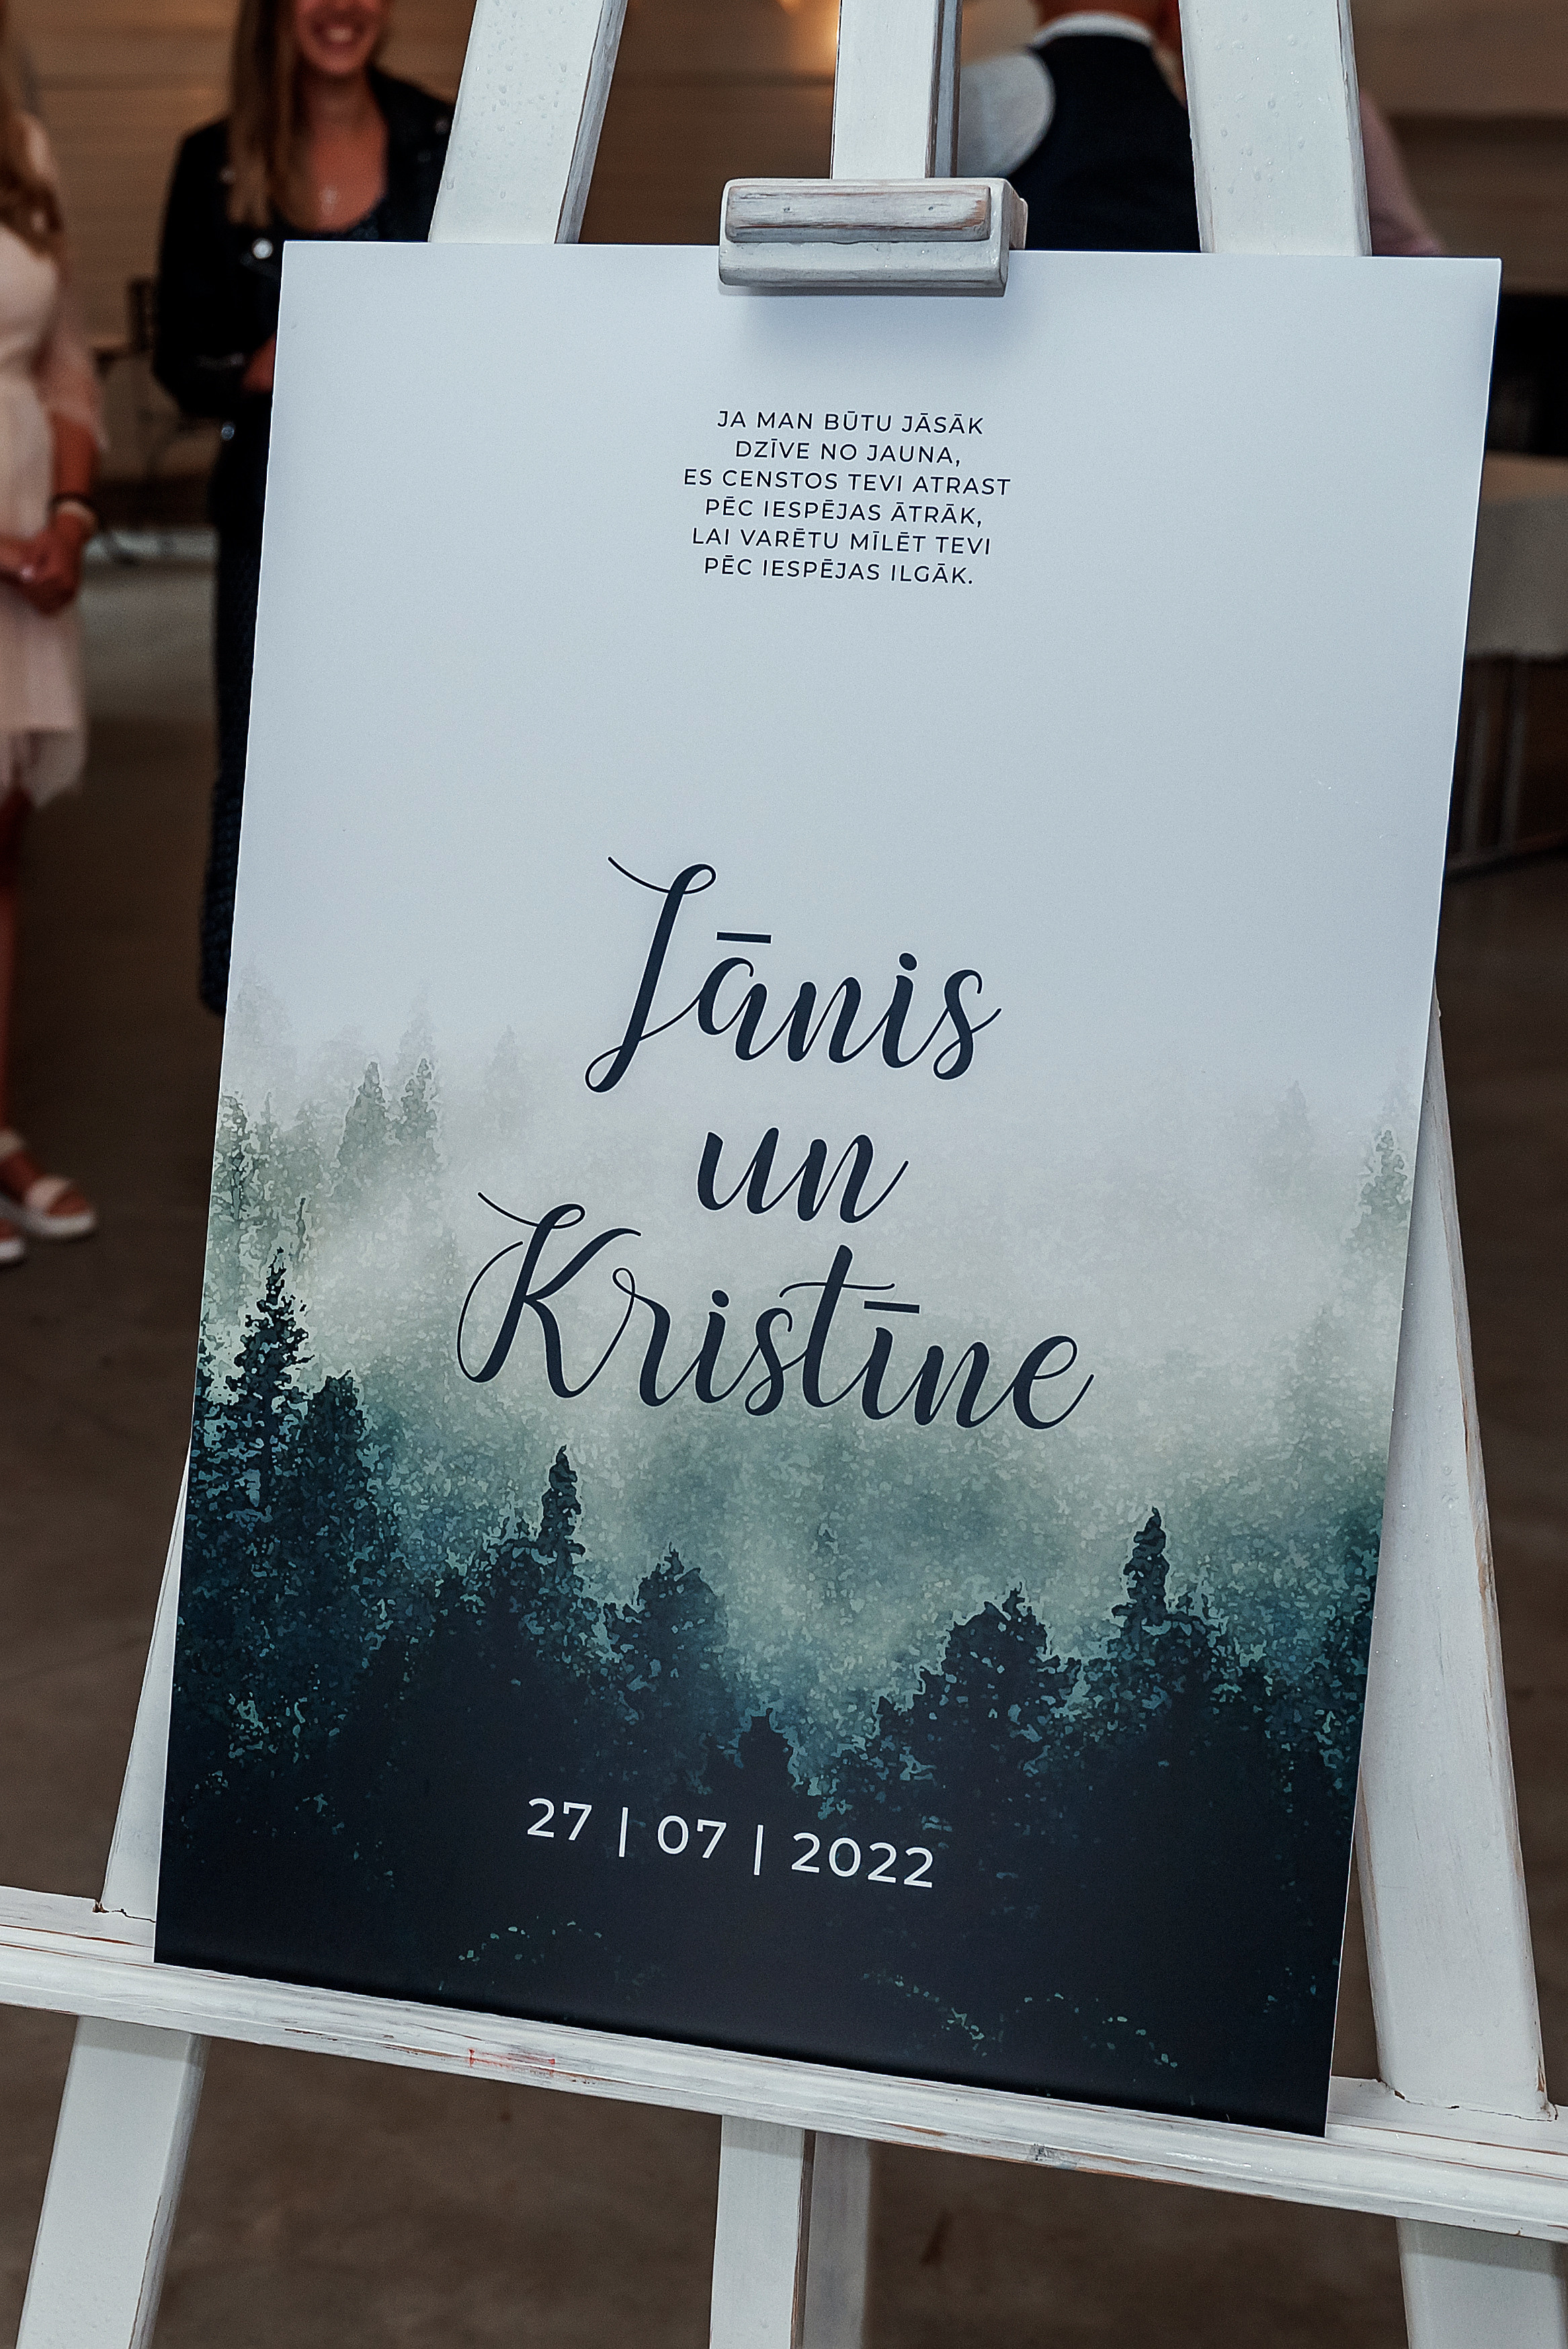 JA MAN BŪTU JĀSĀK
DZĪVE NO JAUNA,
ES CENSTOS TEVI ATRAST
PĒC IESPĒJAS ĀTRĀK,
LAI VARĒTU MĪLĒT TEVI
PĒC IESPĒJAS ILGĀK.
Jānis
un
Kristīne
27 | 07 | 2022